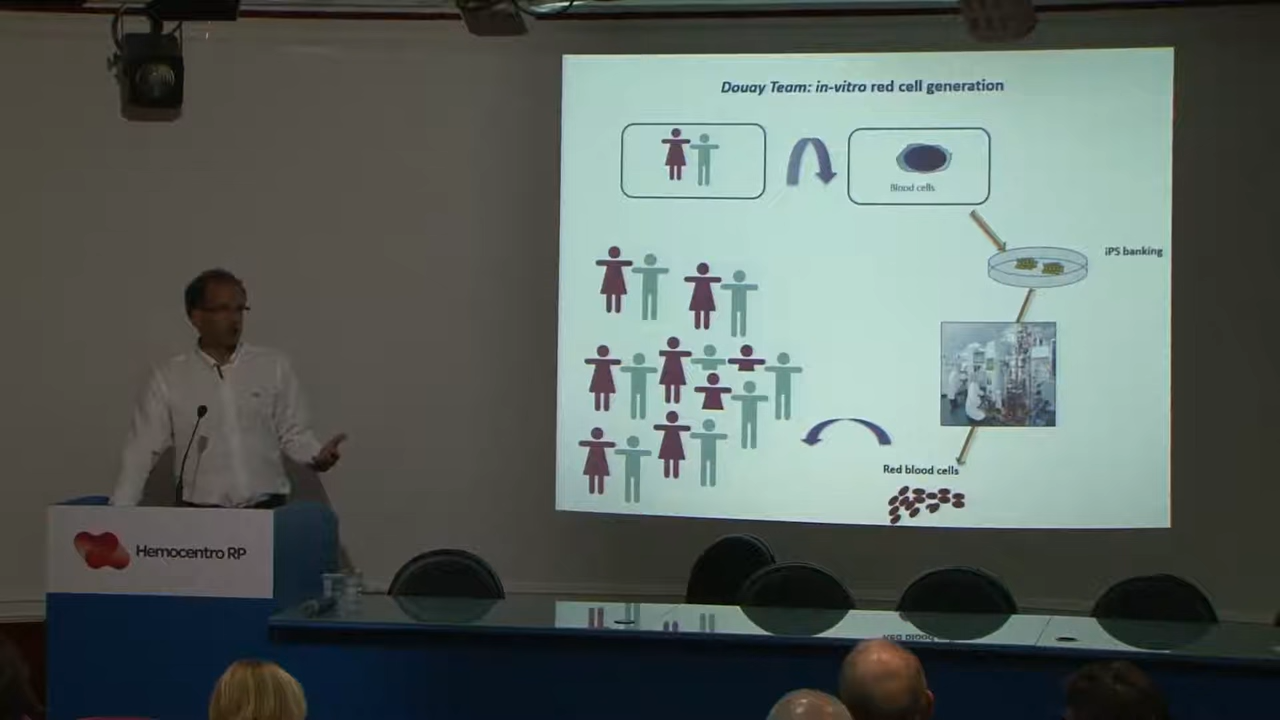 Douay Team: in-vitro red cell generation
Blood cells
iPS banking
Red blood cells
Hemocentro RP